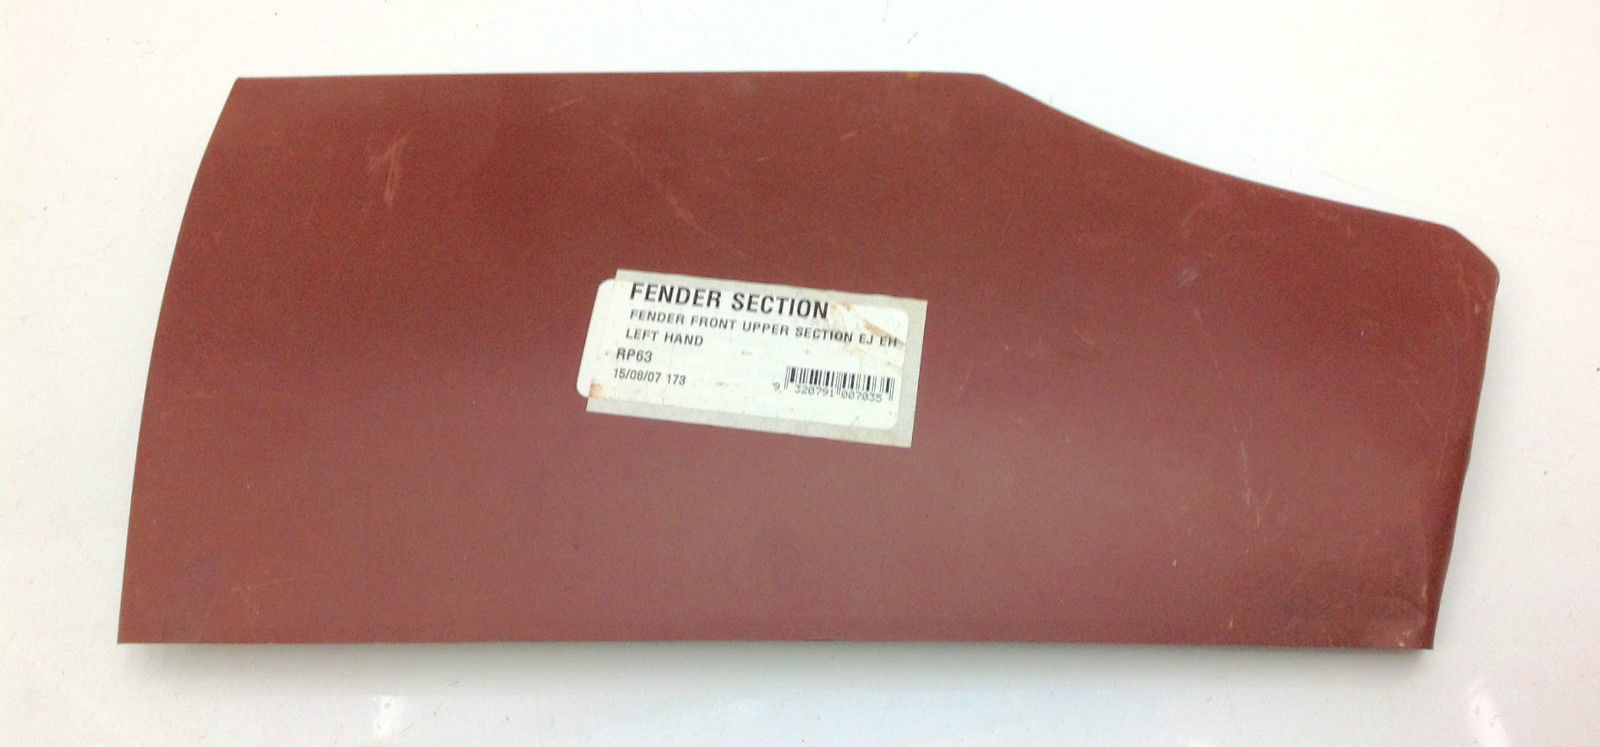 FENDER SECTION
FENDER FRONT UPPER SECTION EJ EH
LEFT HAND
RP63
15/08/07 173
9 320791 007035